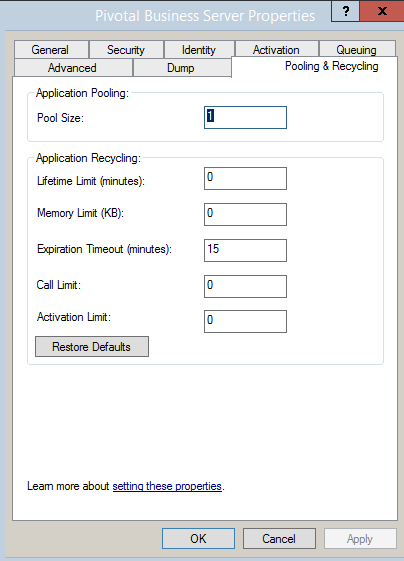 Pivotal Business Server Properties ? x
General Security Identity Activation Queuing
Advanced Dump Pooling & Recycling
Application Pooling:
Pool Size: 1
Application Recycling:
Lifetime Limit (minutes): 0
Memory Limit (KB): 0
Expiration Timeout (minutes): 15
Call Limit: 0
Activation Limit: 0
Restore Defaults
Learn more about setting these properties.
OK Cancel Apply